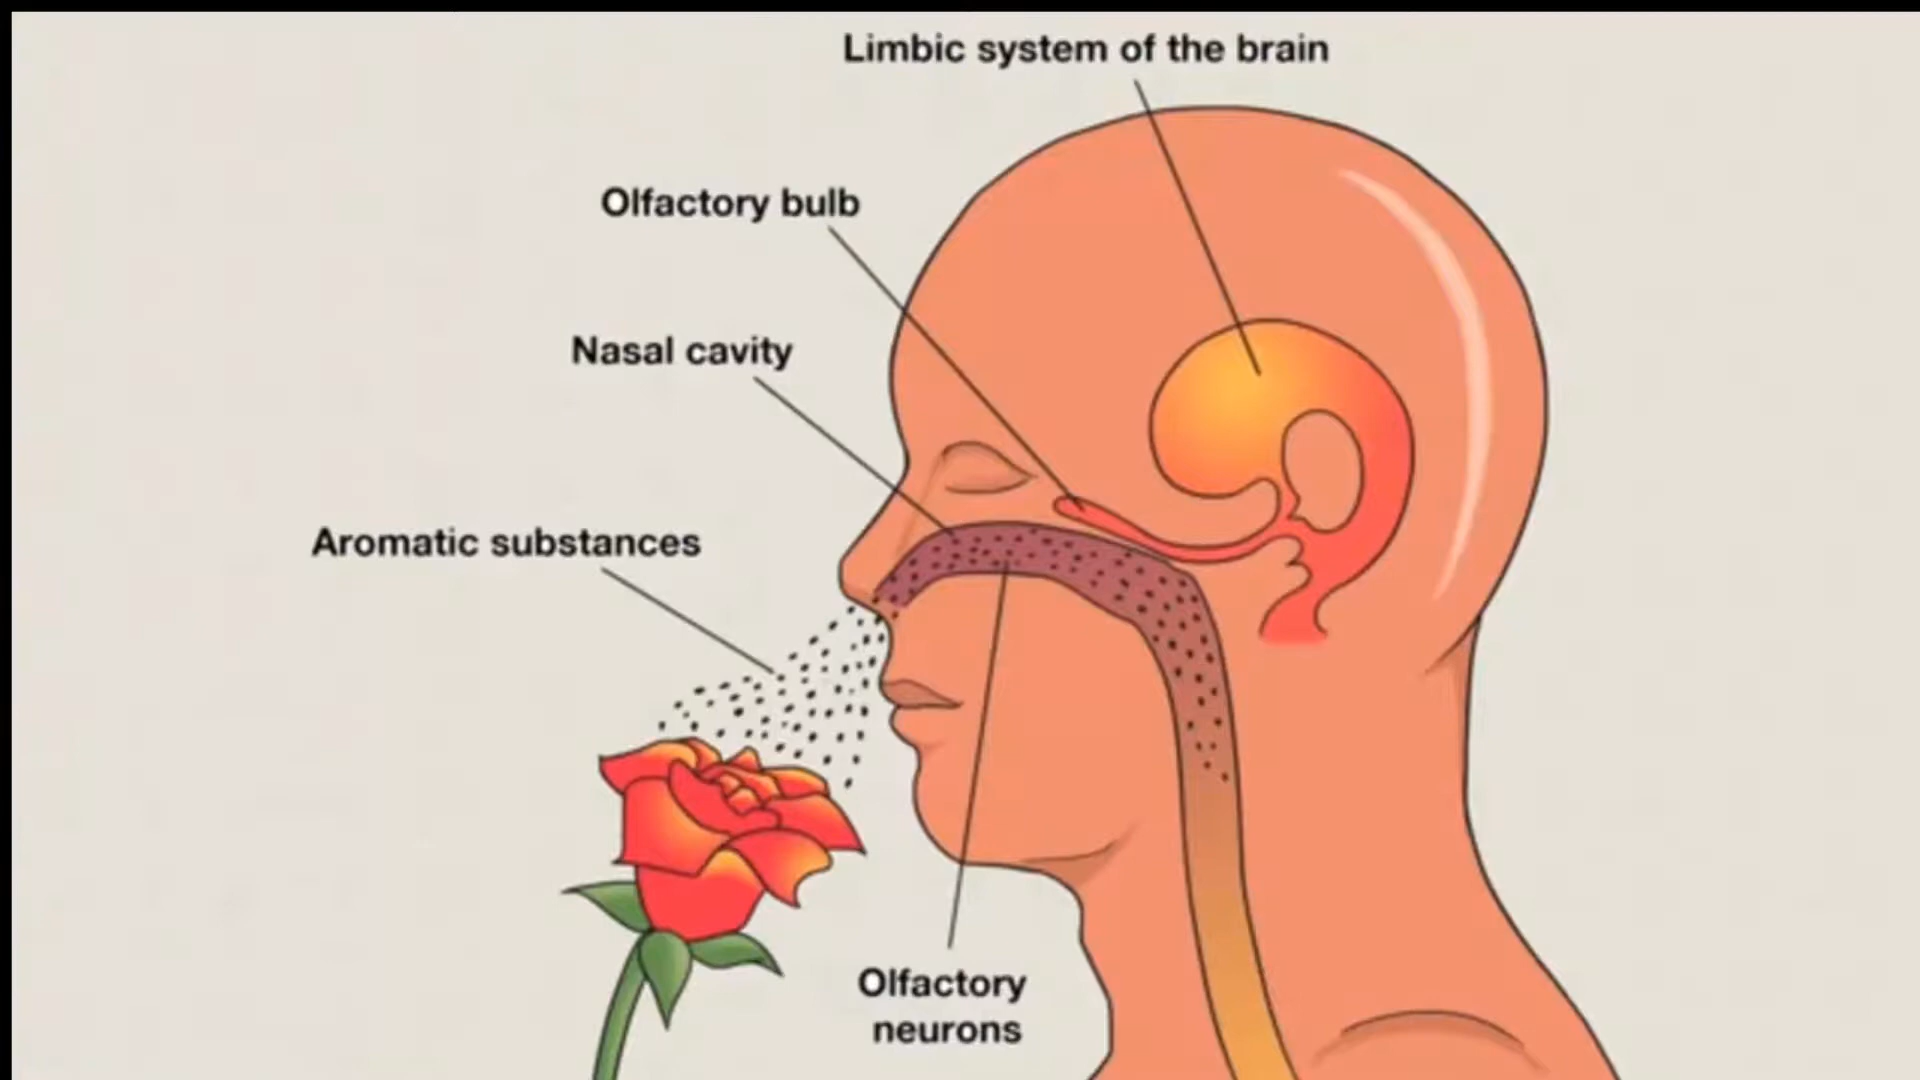 Limbic system of the brain
Olfactory bulb
Nasal cavity
Aromatic substances
Olfactory
neurons